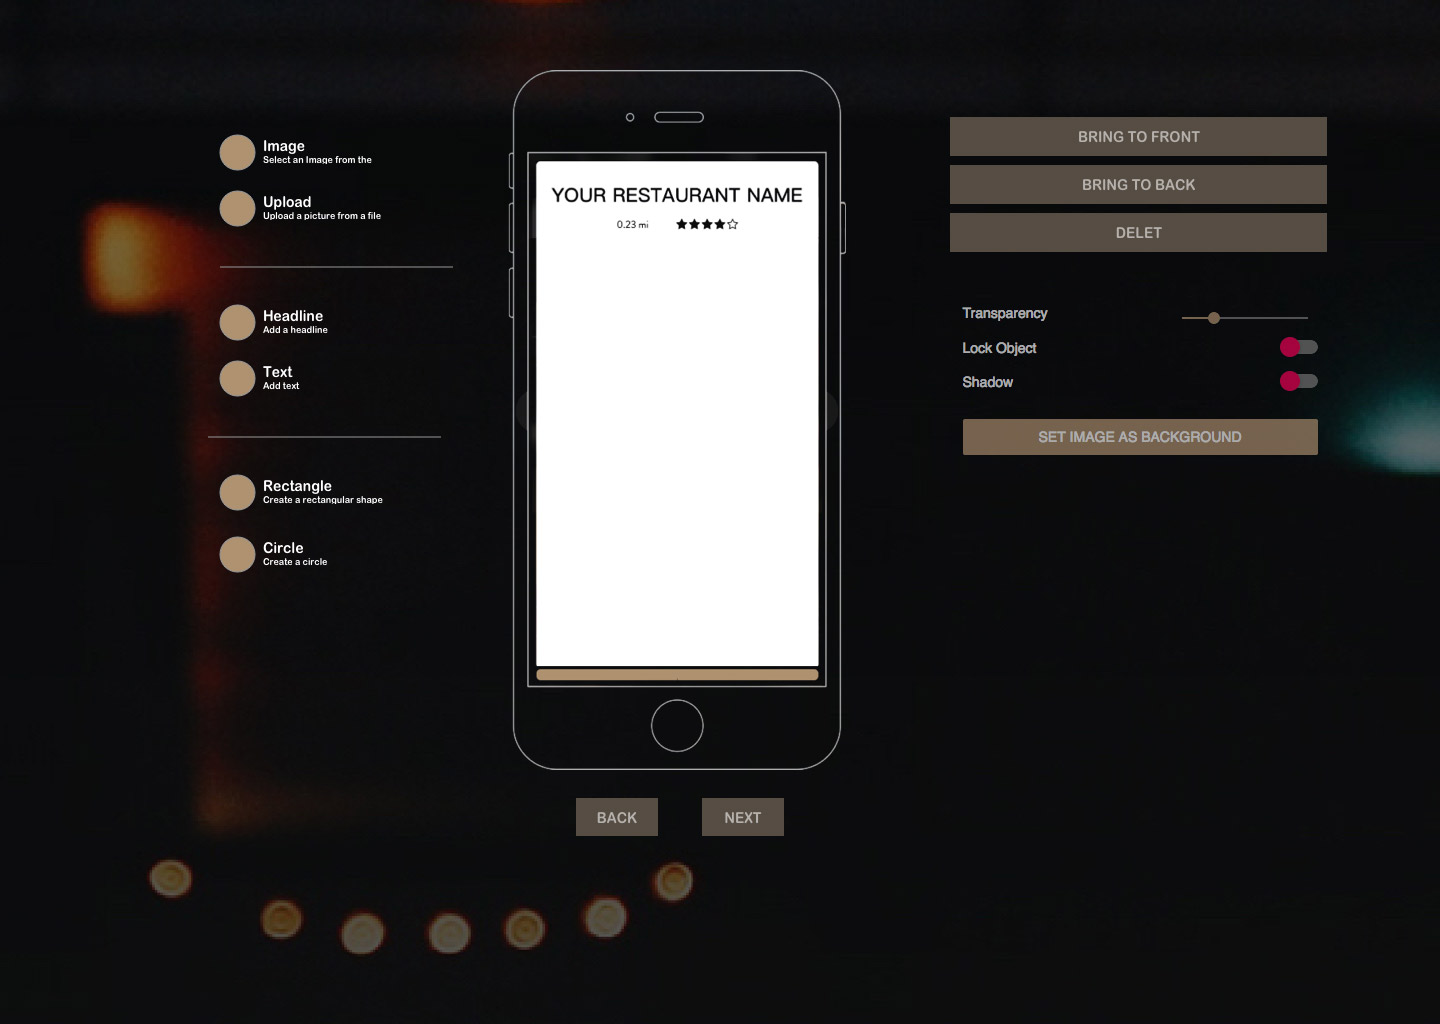 Image
Select an Image from the
Upload
Upload a picture from a file
Headline
Add a headline
Text
Add text
Rectangle
Create a rectangular shape
Circle
Create a circle
YOUR RESTAURANT NAME
0.23 mi
BACK
NEXT
BRING TO FRONT
BRING TO BACK
DELET
Transparency
Lock Object
Shadow
SET IMAGE AS BACKGROUND